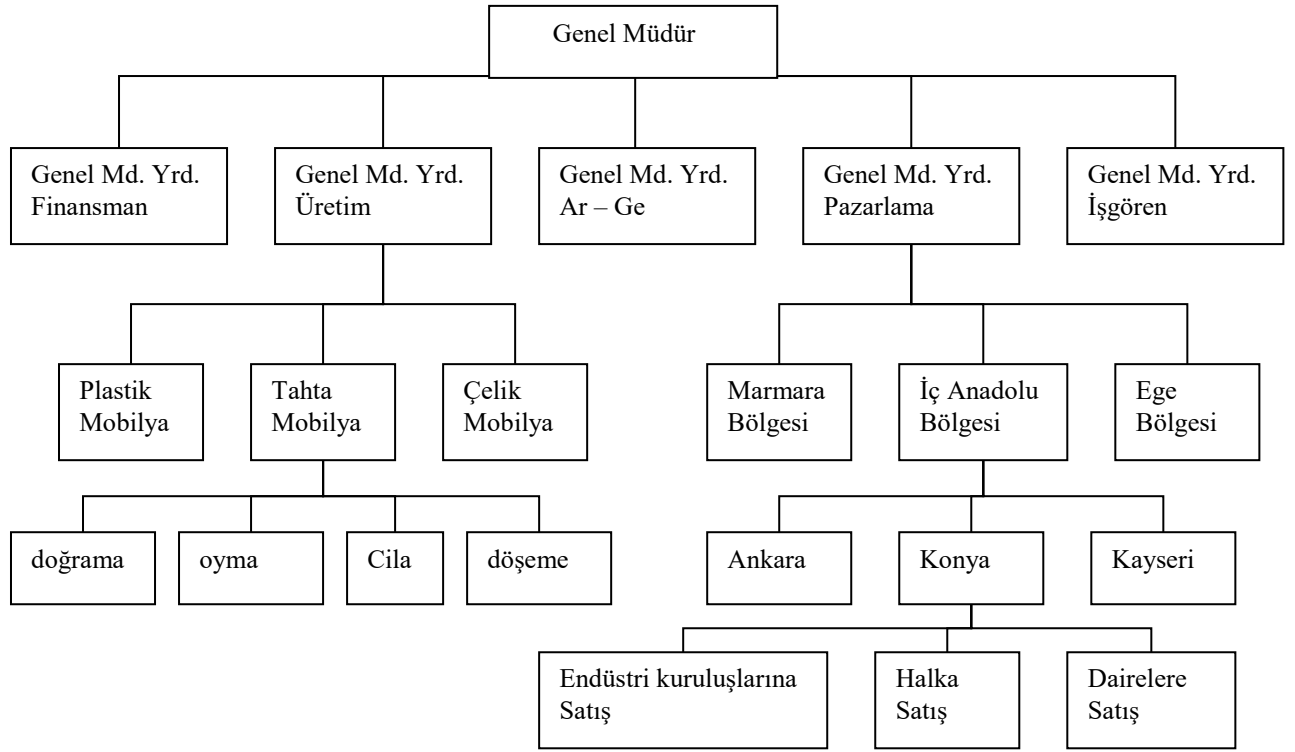 Genel Müdür
Genel Md. Yrd.
Finansman
Genel Md. Yrd.
Üretim
Genel Md. Yrd.
Ar – Ge
Genel Md. Yrd.
Pazarlama
Genel Md. Yrd.
İşgören
Plastik
Mobilya
Tahta
Mobilya
Çelik
Mobilya
Marmara
Bölgesi
İç Anadolu
Bölgesi
Ege
Bölgesi
doğrama
oyma
Cila
döşeme
Ankara
Konya
Kayseri
Endüstri kuruluşlarına
Satış
Halka
Satış
Dairelere
Satış